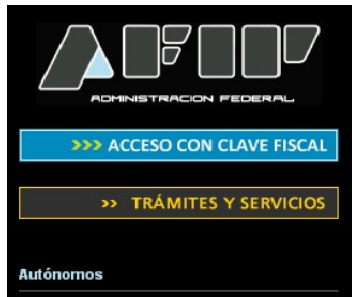 AFIP
ADMINISTRACION FEDERAL
>>> ACCESO CON CLAVE FISCAL
>> TRÁMITES Y SERVICIOS
Autónomos